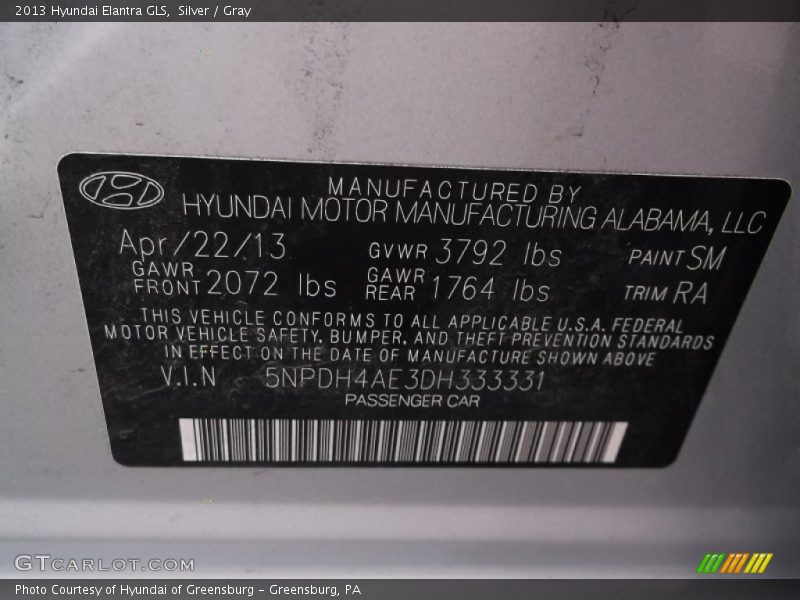 2013 Hyundai Elantra GLS,  Silver / Gray
MANUFACTURED BY
HYUNDAI MOTOR MANUFACTURING ALABAMA, LLC
Apr/22/13 GVWR 3792 lbs PAINT SM
GAWR FRONT 2072 lbs GAWR REAR 1764 lbs TRIM RA
THIS VEHICLE CONFORMS TO ALL APPLICABLE U.S.A. FEDERAL
MOTOR VEHICLE SAFETY, BUMPER, AND THEFT PREVENTION STANDARDS
IN EFFECT ON THE DATE OF MANUFACTURE SHOWN ABOVE
V.I.N 5NPDH4AE3DH333331
PASSENGER CAR
GTCARLOT.COM
Photo Courtesy of Hyundai of Greensburg - Greensburg, PA